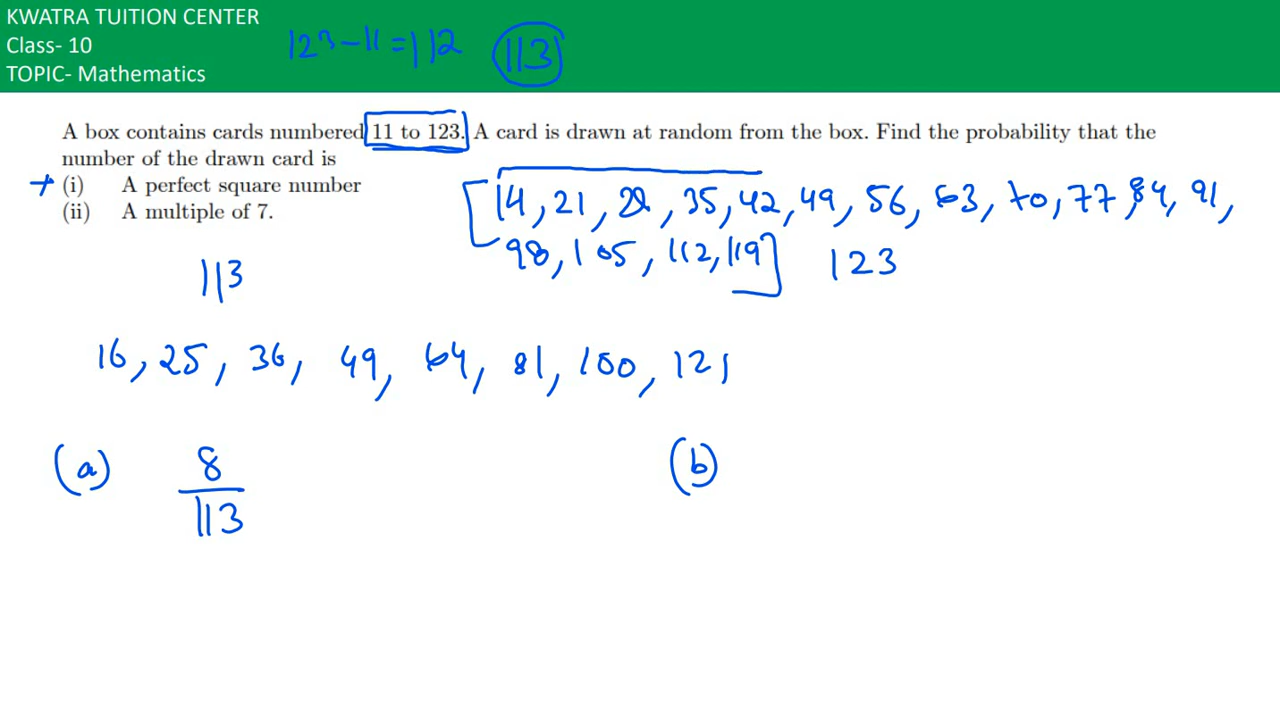 KWATRA TUITION CENTER
Class- 10
TOPIC- Mathematics
123 - 11 = 112 113
A box contains cards numbered 11 to 123. A card is drawn at random from the box. Find the probability that the
number of the drawn card is
(i) A perfect square number
(ii) A multiple of 7.
14, 21, 28, 35, 42, 49, 56, 63, 70, 77, 84, 91,
98, 105, 112, 119 123
113
16, 25, 36, 49, 64, 81, 100, 121
(a) 8
113
(b)